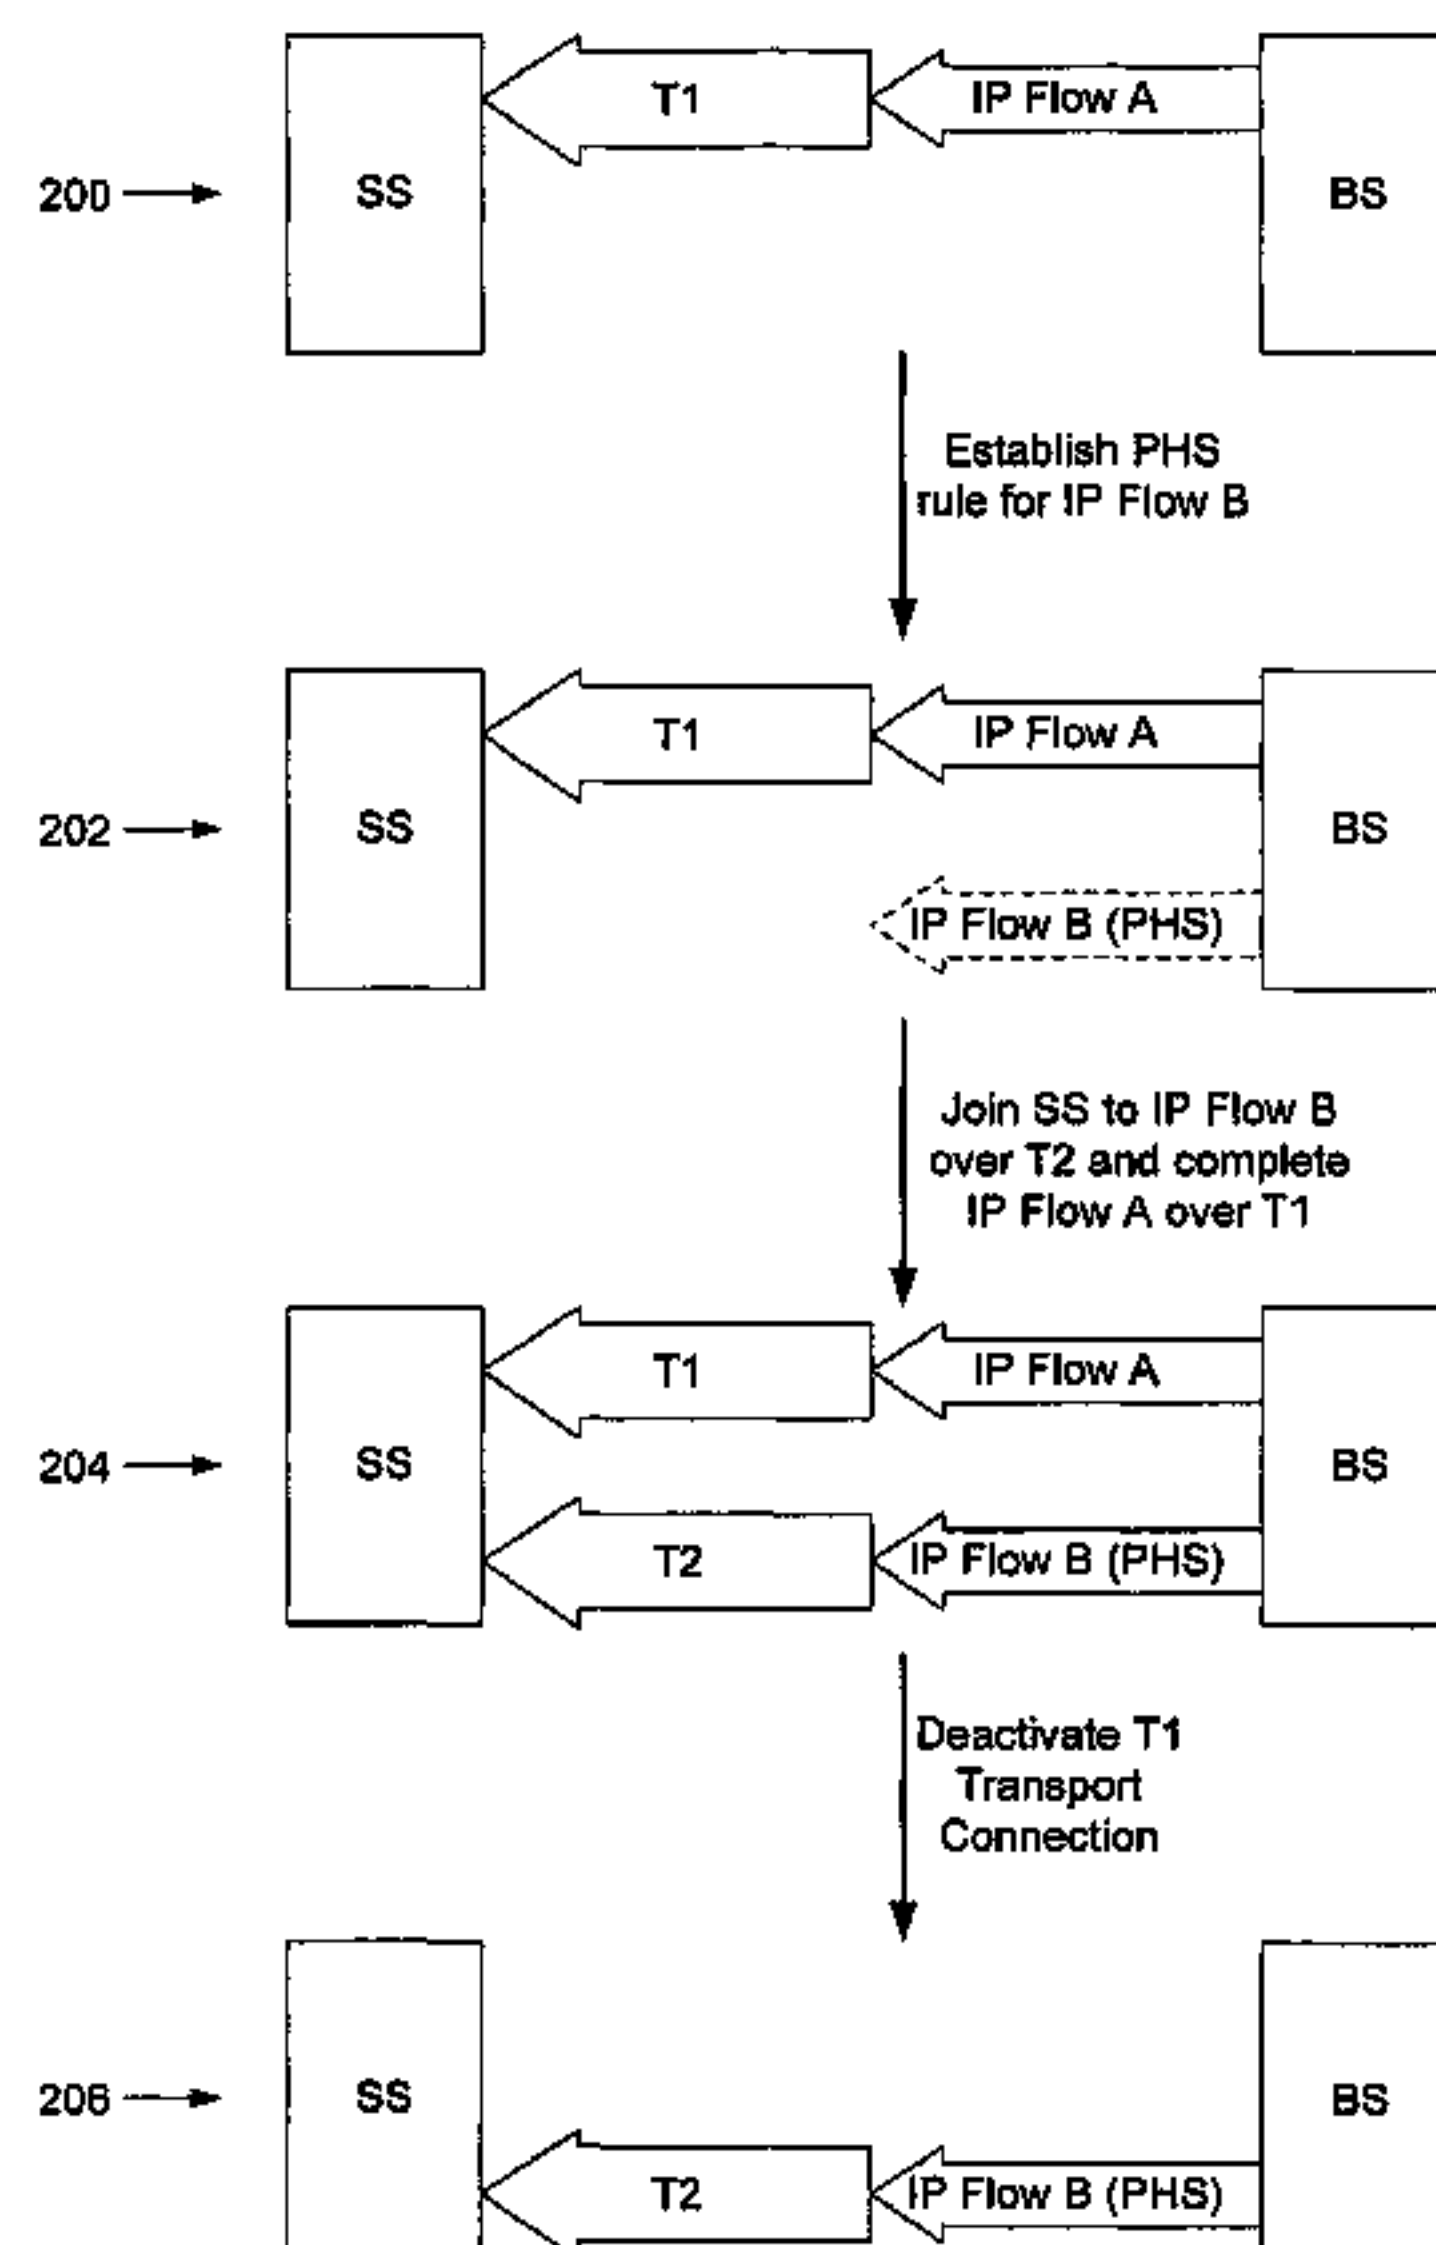 T1
IP Flow A
200
SS
BS
Establish PHS
rule for IP Flow B
T1
IP Flow A
202
SS
BS
IP Flow B (PHS)
Join SS to IP Flow B
over T2 and complete
IP Flow A over T1
T1
IP Flow A
204
SS
BS
T2
IP Flow B (PHS)
Deactivate T1
Transport
Connection
206
SS
BS
T2
IP Flow B (PHS)